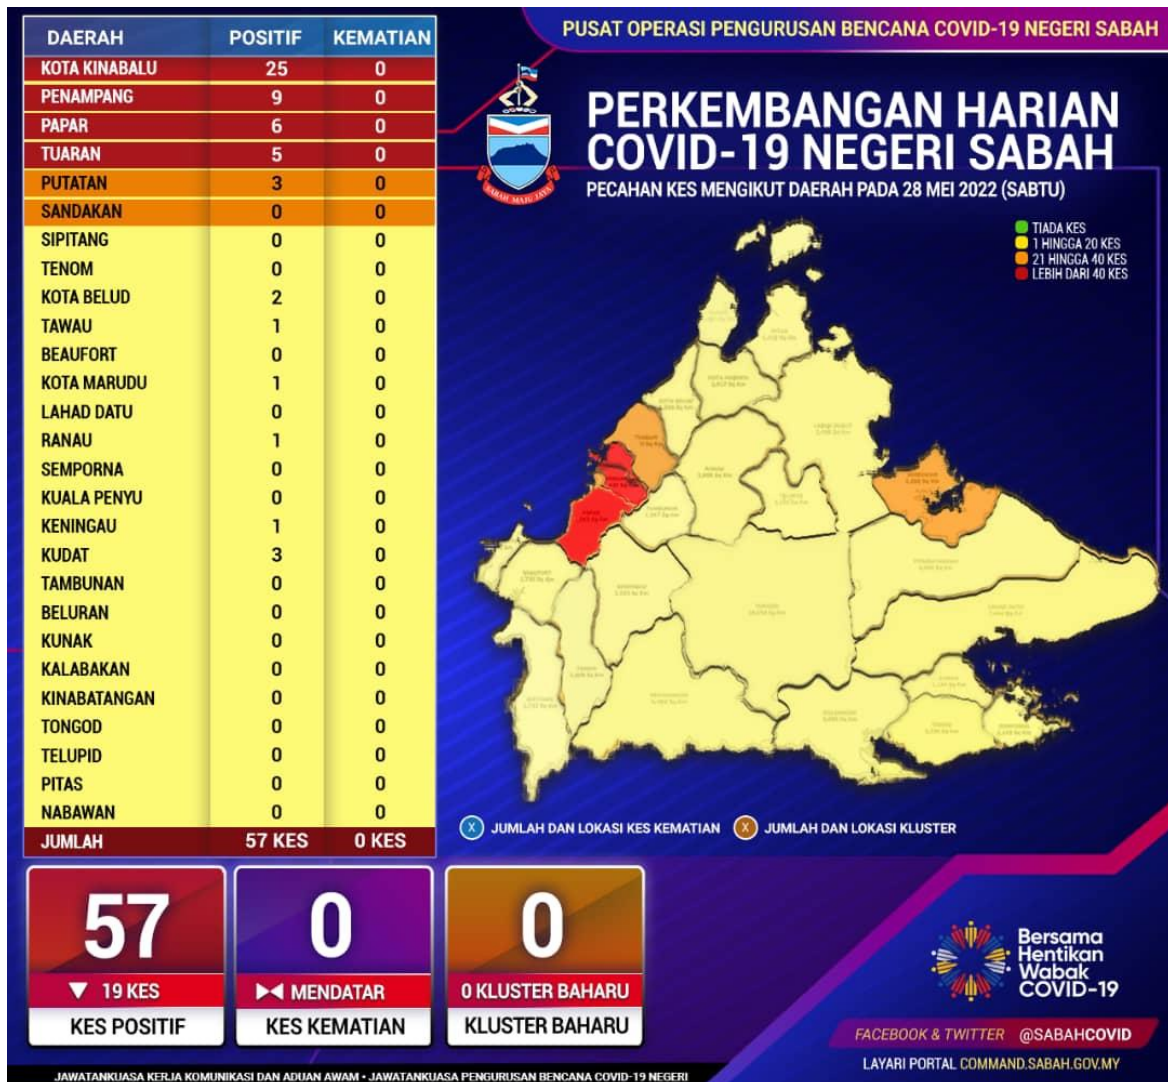 PUSAT OPERASI PENGURUSAN BENCANA COVID-19 NEGERI SABAH
PERKEMBANGAN HARIAN
COVID-19 NEGERI SABAH
PECAHAN KES MENGIKUT DAERAH PADA 28 MEI 2022 (SABTU)
SABAH MAJU JAYA
DAERAH POSITIF KEMATIAN
KOTA KINABALU 25 0
PENAMPANG 9 0
PAPAR 6 0
TUARAN 5 0
PUTATAN 3 0
SANDAKAN 0 0
SIPITANG 0 0
TENOM 0 0
KOTA BELUD 2 0
TAWAU 1 0
BEAUFORT 0 0
KOTA MARUDU 1 0
LAHAD DATU 0 0
RANAU 1 0
SEMPORNA 0 0
KUALA PENYU 0 0
KENINGAU 1 0
KUDAT 3 0
TAMBUNAN 0 0
BELURAN 0 0
KUNAK 0 0
KALABAKAN 0 0
KINABATANGAN 0 0
TONGOD 0 0
TELUPID 0 0
PITAS 0 0
NABAWAN 0 0
JUMLAH 57 KES 0 KES
TIADA KES
1 HINGGA 20 KES
21 HINGGA 40 KES
LEBIH DARI 40 KES
X JUMLAH DAN LOKASI KES KEMATIAN
X JUMLAH DAN LOKASI KLUSTER
57
▼ 19 KES
KES POSITIF
0
MENDATAR
KES KEMATIAN
0
0 KLUSTER BAHARU
KLUSTER BAHARU
Bersama
Hentikan
Wabak
COVID-19
FACEBOOK & TWITTER @SABAHCOVID
LAYARI PORTAL COMMAND.SABAH.GOV.MY
JAWATANKUASA KERJA KOMUNIKASI DAN ADUAN AWAM • JAWATANKUASA PENGURUSAN BENCANA COVID-19 NEGERI